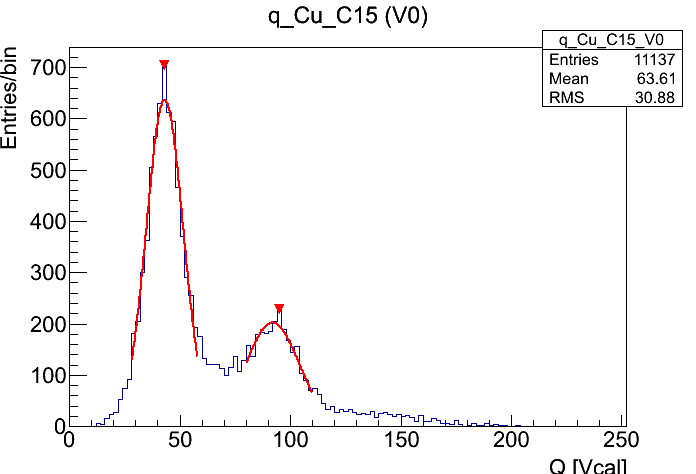 q_Cu_C15 (V0)
q_Cu_C15_V0
Entries 11137
Mean 63.61
RMS 30.88
Entries/bin
700
600
500
400
300
200
100
0
0 50 100 150 200 250
Q [Vcal]